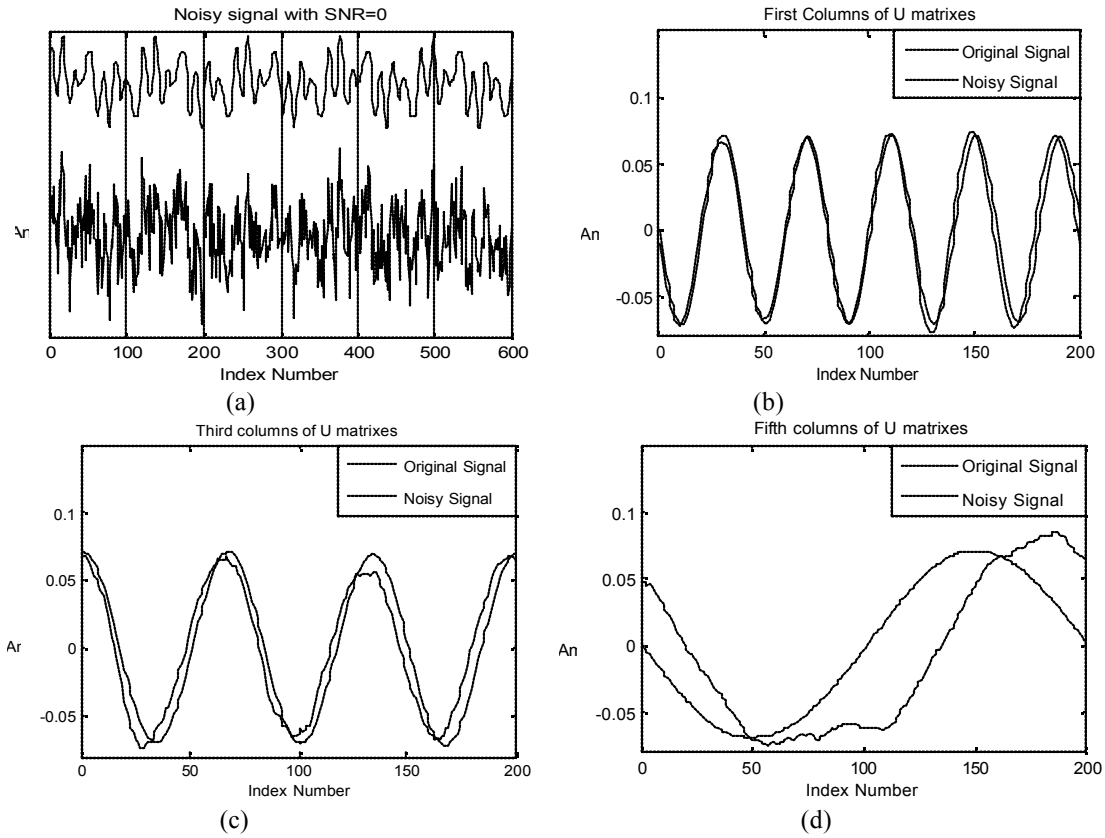 Noisy signal with SNR=0
An
0 100 200 300 400 500 600
Index Number
(a)
First Columns of U matrixes
Original Signal
Noisy Signal
0.1
0.05
0
-0.05
An
0 50 100 150 200
Index Number
(b)
Third columns of U matrixes
Original Signal
Noisy Signal
0.1
0.05
0
-0.05
Ar
0 50 100 150 200
Index Number
(c)
Fifth columns of U matrixes
Original Signal
Noisy Signal
0.1
0.05
0
-0.05
An
0 50 100 150 200
Index Number
(d)